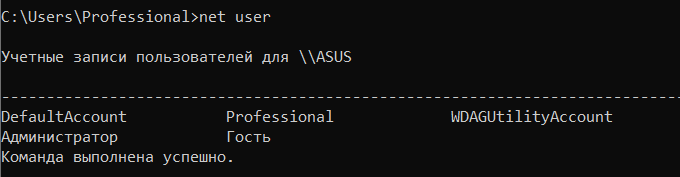 C:\Users\Professional>net user
Учетные записи пользователей для \\ASUS
-------------------------------------------------------------------------------
DefaultAccount           Professional             WDAGUtilityAccount
Администратор            Гость
Команда выполнена успешно.